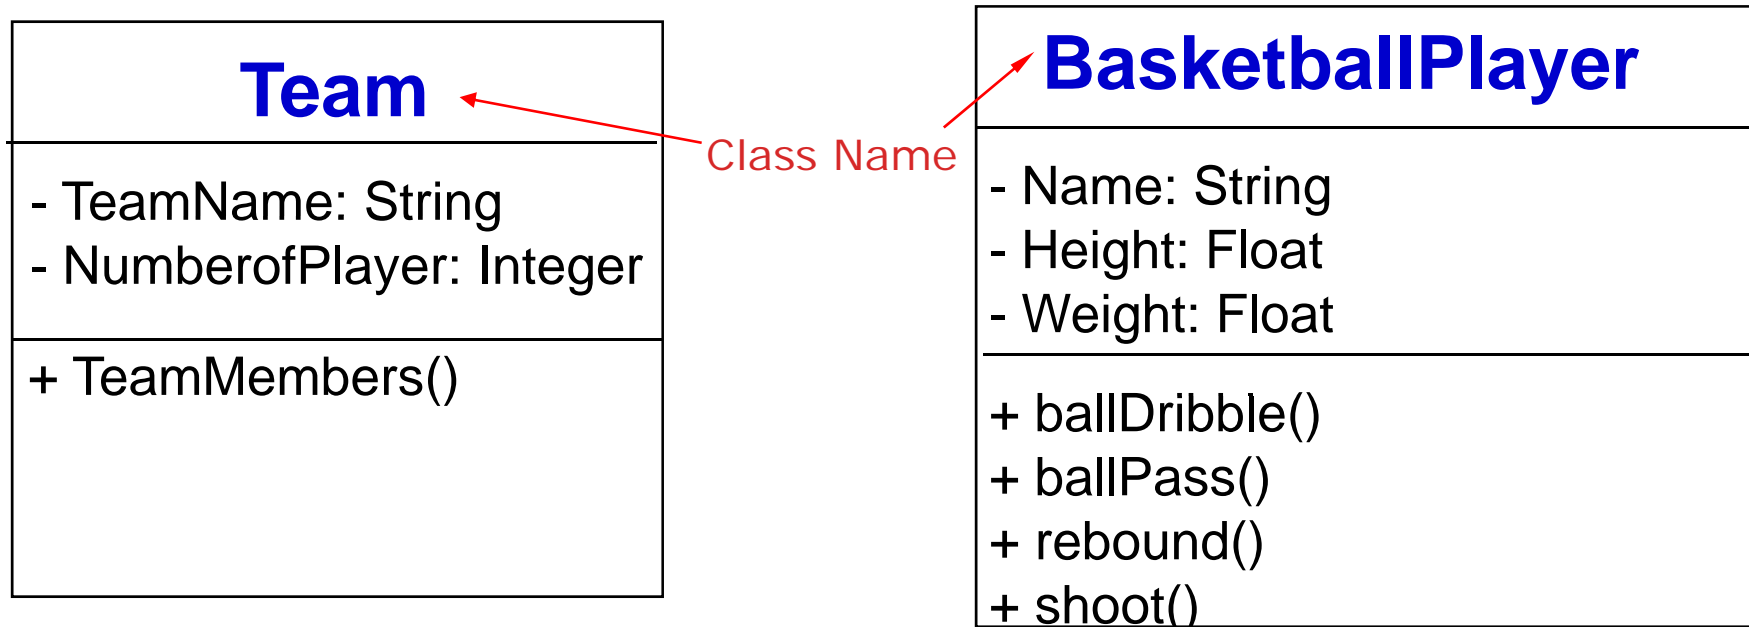 Team
- TeamName: String
- NumberofPlayer: Integer
+ TeamMembers()
Class Name
BasketballPlayer
- Name: String
- Height: Float
- Weight: Float
+ ballDribble()
+ ballPass()
+ rebound()
+ shoot()